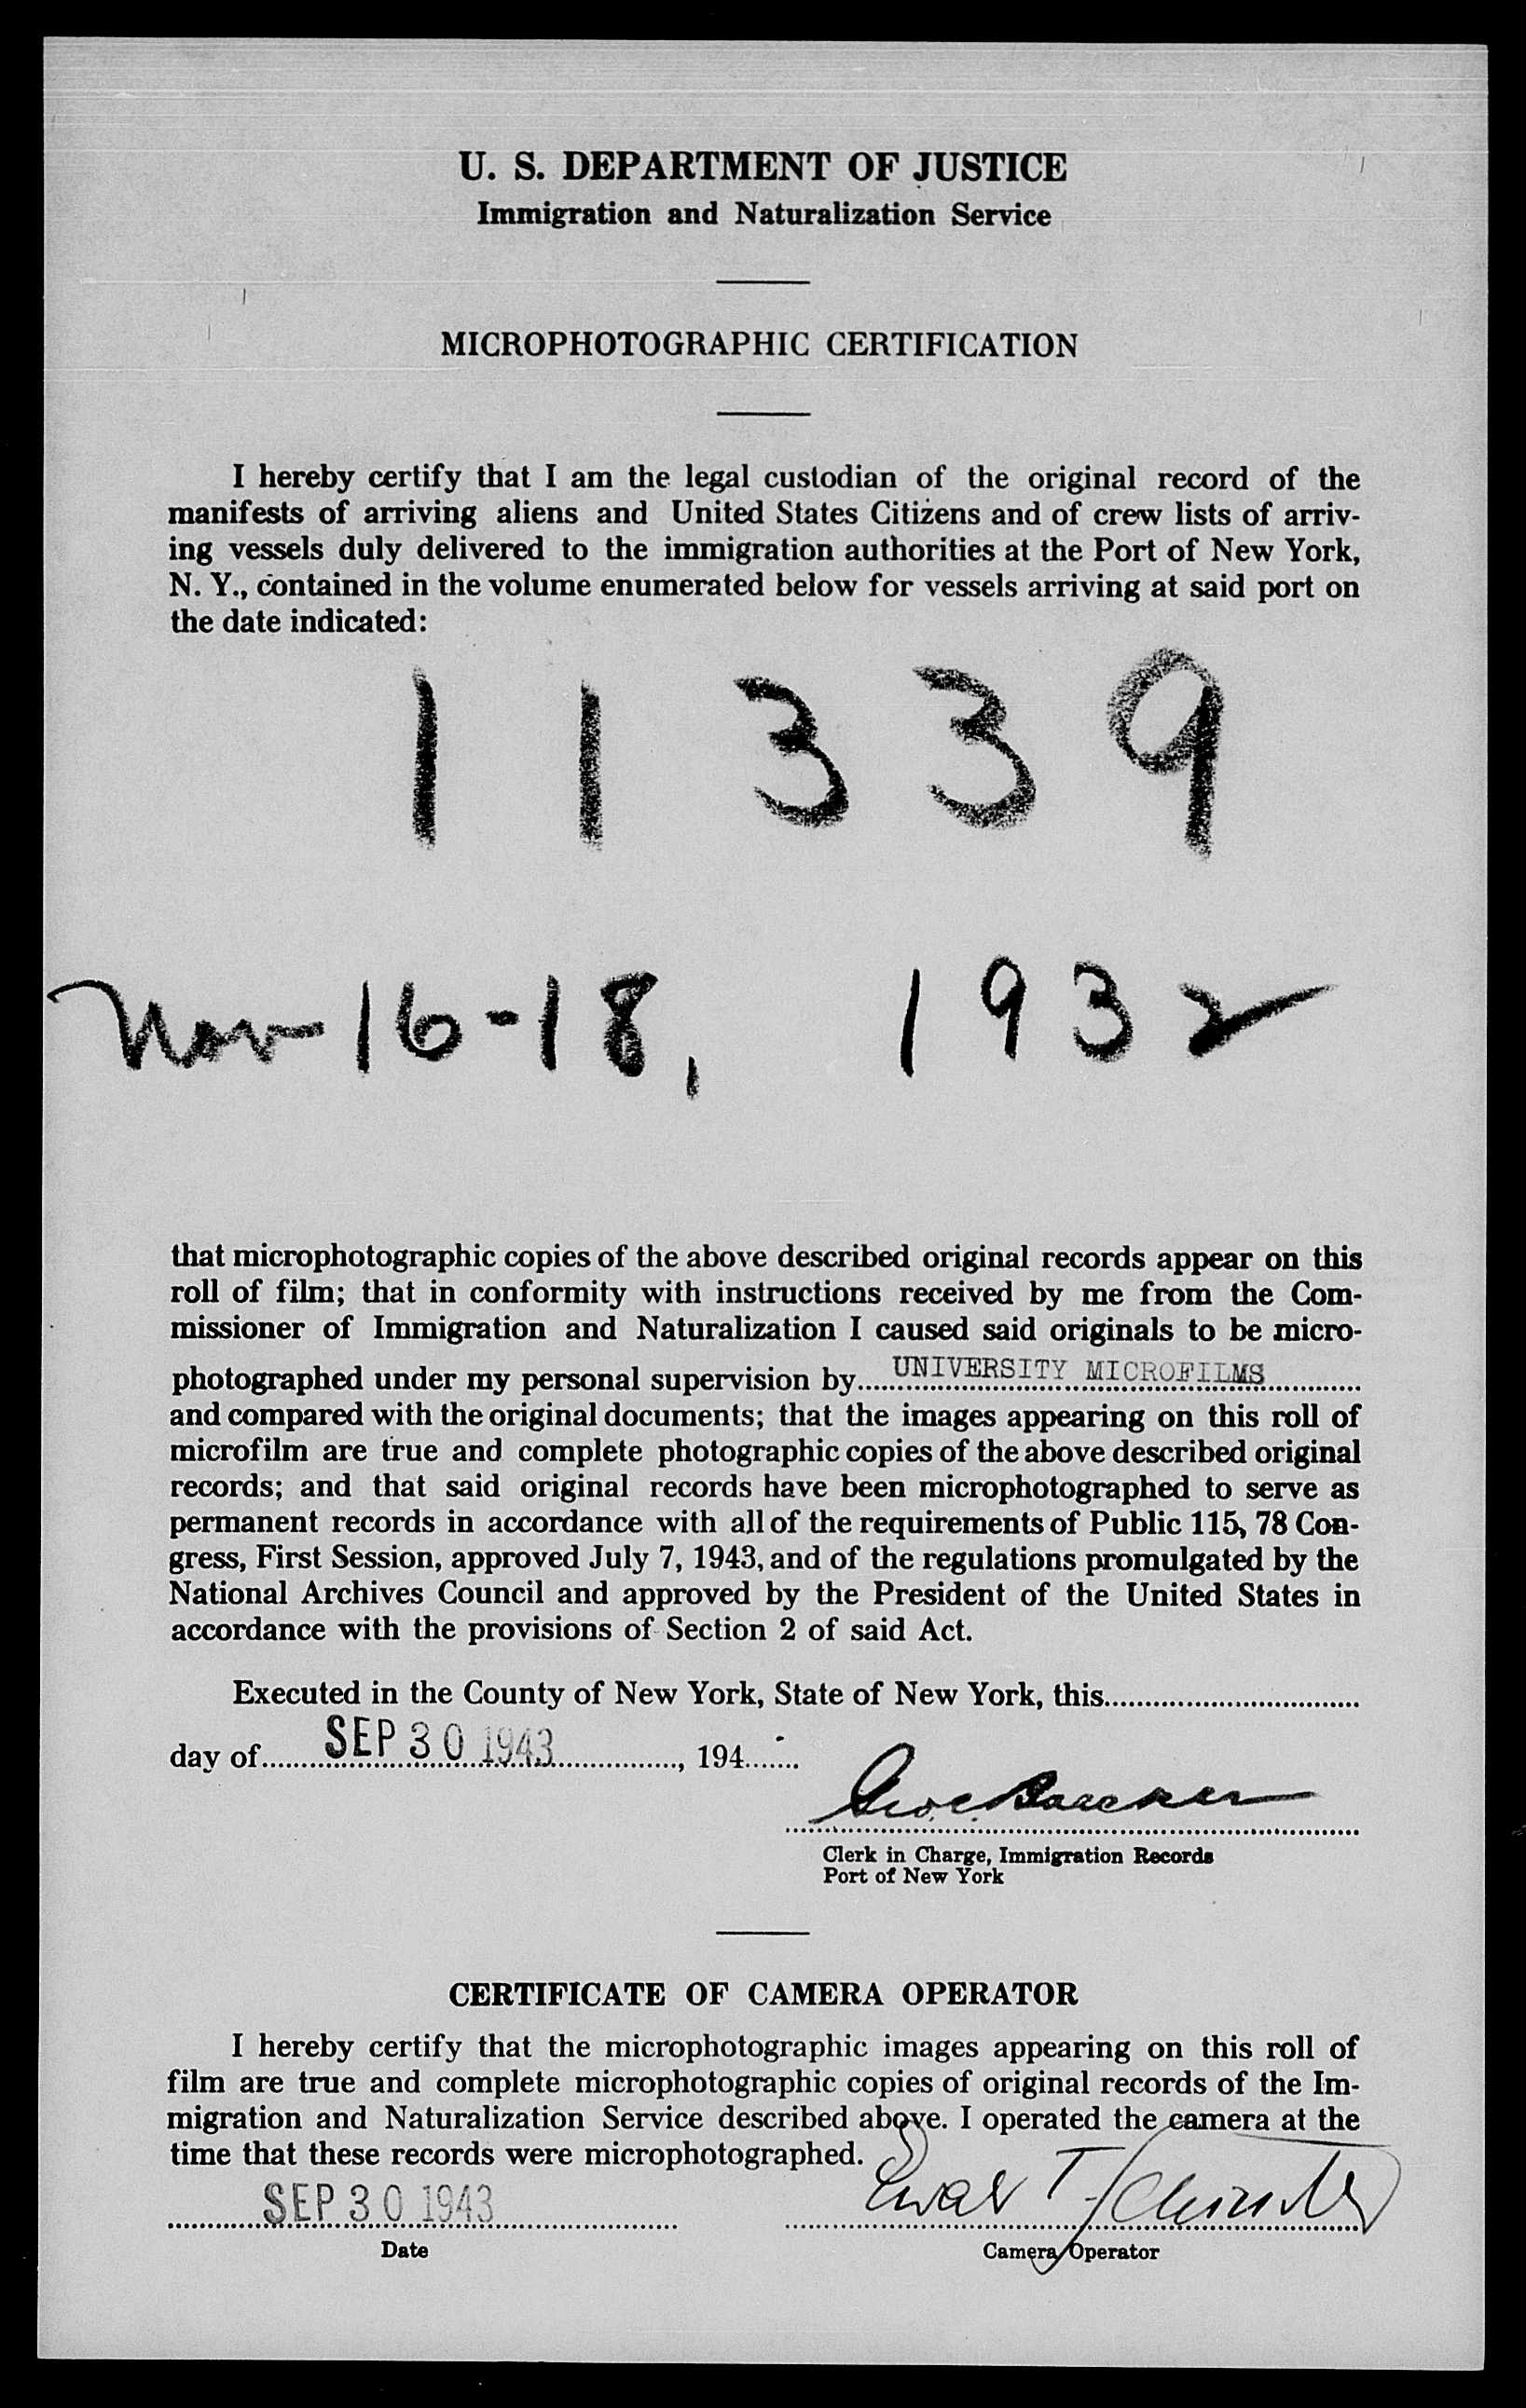 U. S. DEPARTMENT OF JUSTICE
Immigration and Naturalization Service
MICROPHOTOGRAPHIC CERTIFICATION
I hereby certify that I am the legal custodian of the original record of the
manifests of arriving aliens and United States Citizens and of crew lists of arriv-
ing vessels duly delivered to the immigration authorities at the Port of New York,
N. Y., contained in the volume enumerated below for vessels arriving at said port on
the date indicated:
11339
Nov 16-18, 1932
that microphotographic copies of the above described original records appear on this
roll of film; that in conformity with instructions received by me from the Com-
missioner of Immigration and Naturalization I caused said originals to be micro-
photographed under my personal supervision by UNIVERSITY MICROFILMS
and compared with the original documents; that the images appearing on this roll of
microfilm are true and complete photographic copies of the above described original
records; and that said original records have been microphotographed to serve as
permanent records in accordance with all of the requirements of Public 115, 78 Con-
gress, First Session, approved July 7, 1943, and of the regulations promulgated by the
National Archives Council and approved by the President of the United States in
accordance with the provisions of Section 2 of said Act.
Executed in the County of New York, State of New York, this
day of SEP 30 1943, 194
Clerk in Charge, Immigration Records
Port of New York
CERTIFICATE OF CAMERA OPERATOR
I hereby certify that the microphotographic images appearing on this roll of
film are true and complete microphotographic copies of original records of the Im-
migration and Naturalization Service described above. I operated the camera at the
time that these records were microphotographed.
SEP 30 1943
Date
Camera Operator